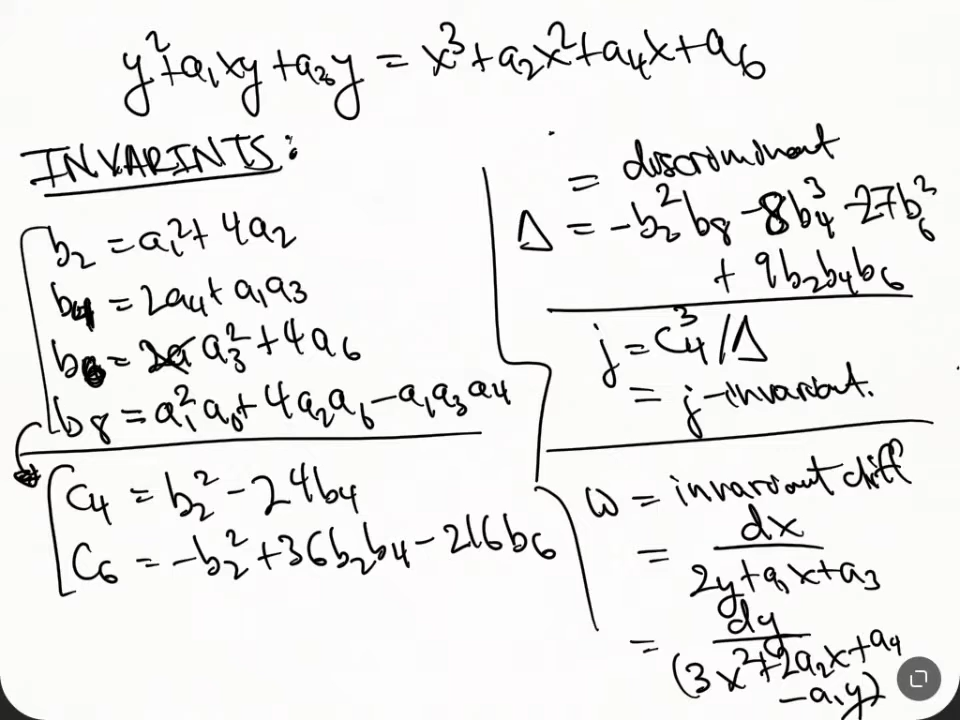 y²+a₁xy+a₃y = x³+a₂x²+a₄x+a₆
INVARINTS:
b₂ = a₁²+4a₂
b₄ = 2a₄+a₁a₃
b₆ = a₃²+4a₆
b₈ = a₁²a₆+4a₂a₆-a₁a₃a₄
C₄ = b₂²-24b₄
C₆ = -b₂²+36b₂b₄-216b₆
= discriminant
Δ = -b₂²b₈-8b₄³-27b₆²
+ 9b₂b₄b₆
j = C₄³/Δ
= j-invariant.
ω = invariant diff
= dx
2y+a₁x+a₃
= dy
(3x²+2a₂x+a₄
-a₁y)